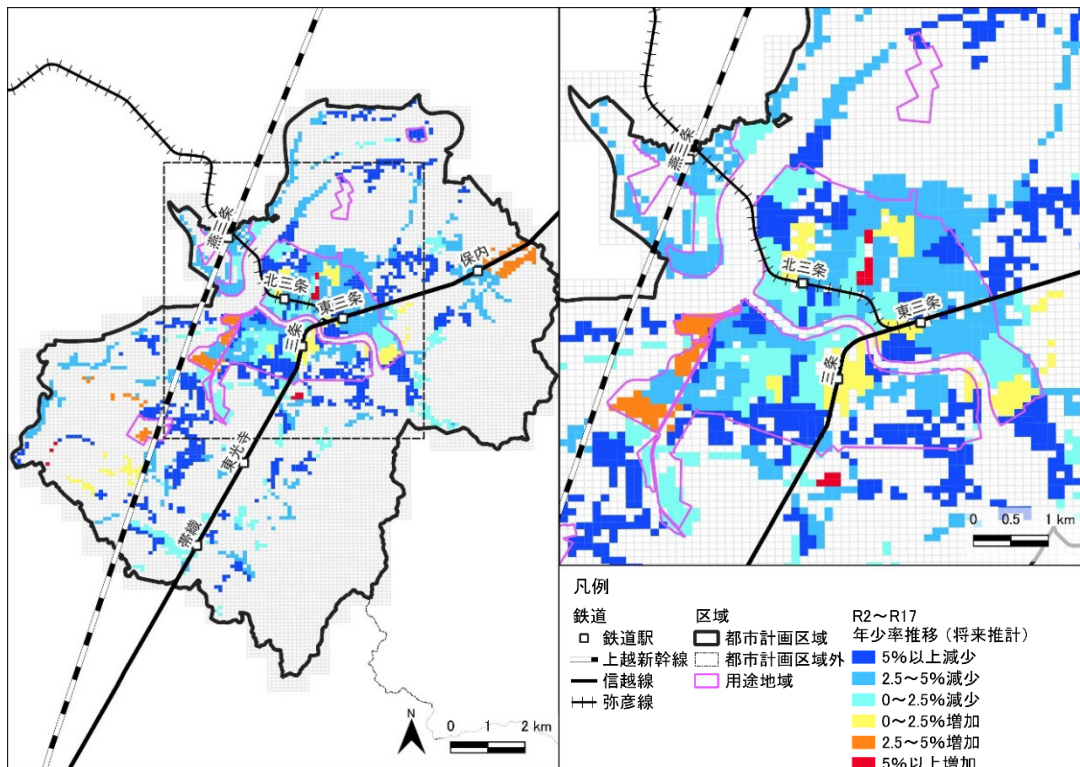 燕三条
北三条
東三条
保内
三条
東光寺
帯織
N
0 1 2 km
燕三条
北三条
東三条
三条
0 0.5 1 km
凡例
鉄道
鉄道駅
上越新幹線
信越線
弥彦線
区域
都市計画区域
都市計画区域外
用途地域
R2～R17
年少率推移（将来推計）
5%以上減少
2.5～5%減少
0～2.5%減少
0～2.5%増加
2.5～5%増加
5%以上増加